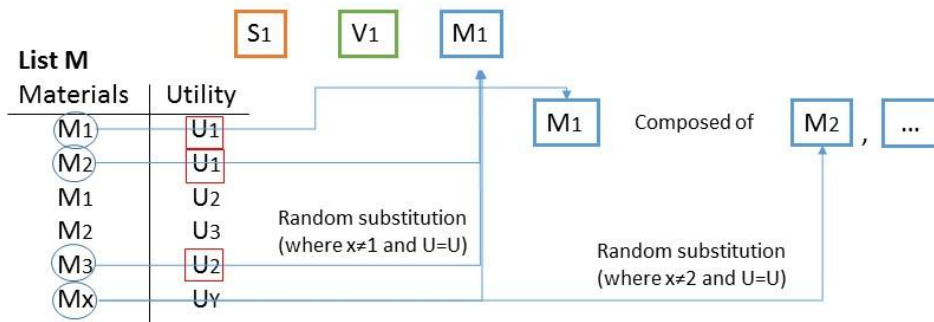 S1 V1 M1
List M
Materials Utility
M1 U1
M2 U1
M1 U2
M2 U3
M3 U2
Mx UY
M1 Composed of M2 , ...
Random substitution
(where x≠1 and U=U)
Random substitution
(where x≠2 and U=U)